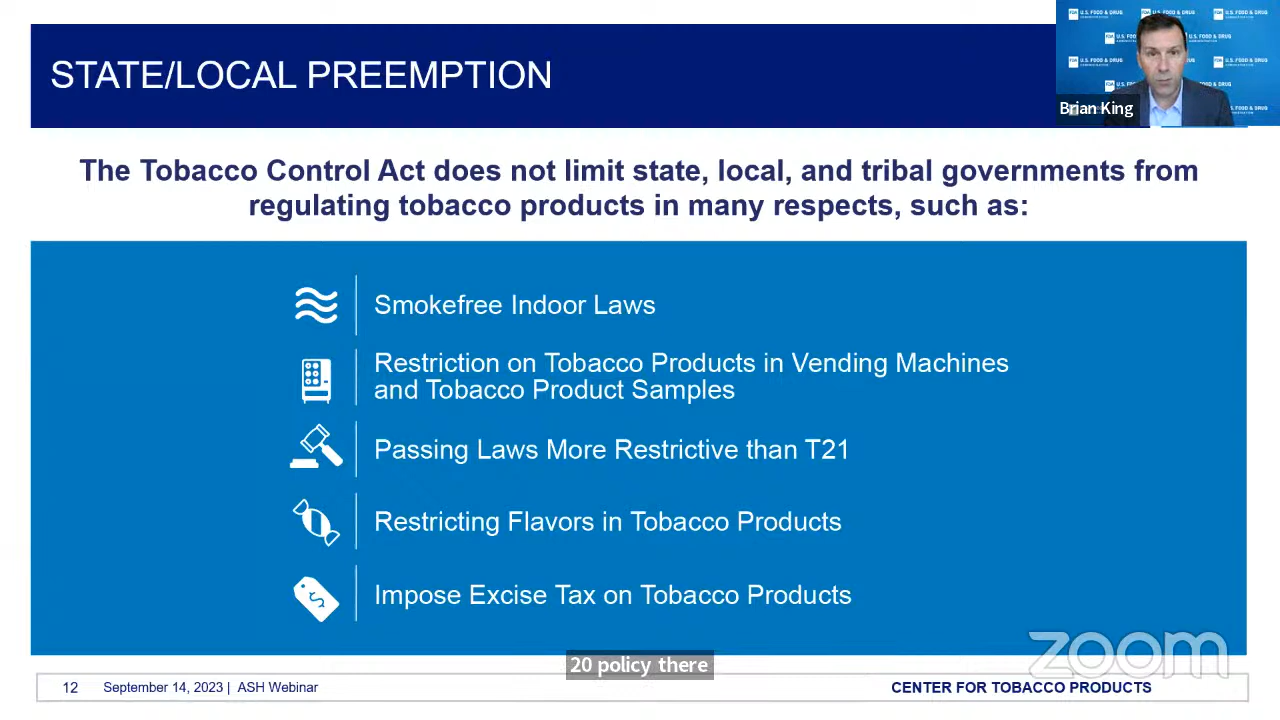 STATE/LOCAL PREEMPTION
U.S. FOOD & DRUG
Brian King
The Tobacco Control Act does not limit state, local, and tribal governments from
regulating tobacco products in many respects, such as:
Smokefree Indoor Laws
Restriction on Tobacco Products in Vending Machines
and Tobacco Product Samples
Passing Laws More Restrictive than T21
Restricting Flavors in Tobacco Products
Impose Excise Tax on Tobacco Products
zoom
20 policy there
12 September 14, 2023 | ASH Webinar
CENTER FOR TOBACCO PRODUCTS